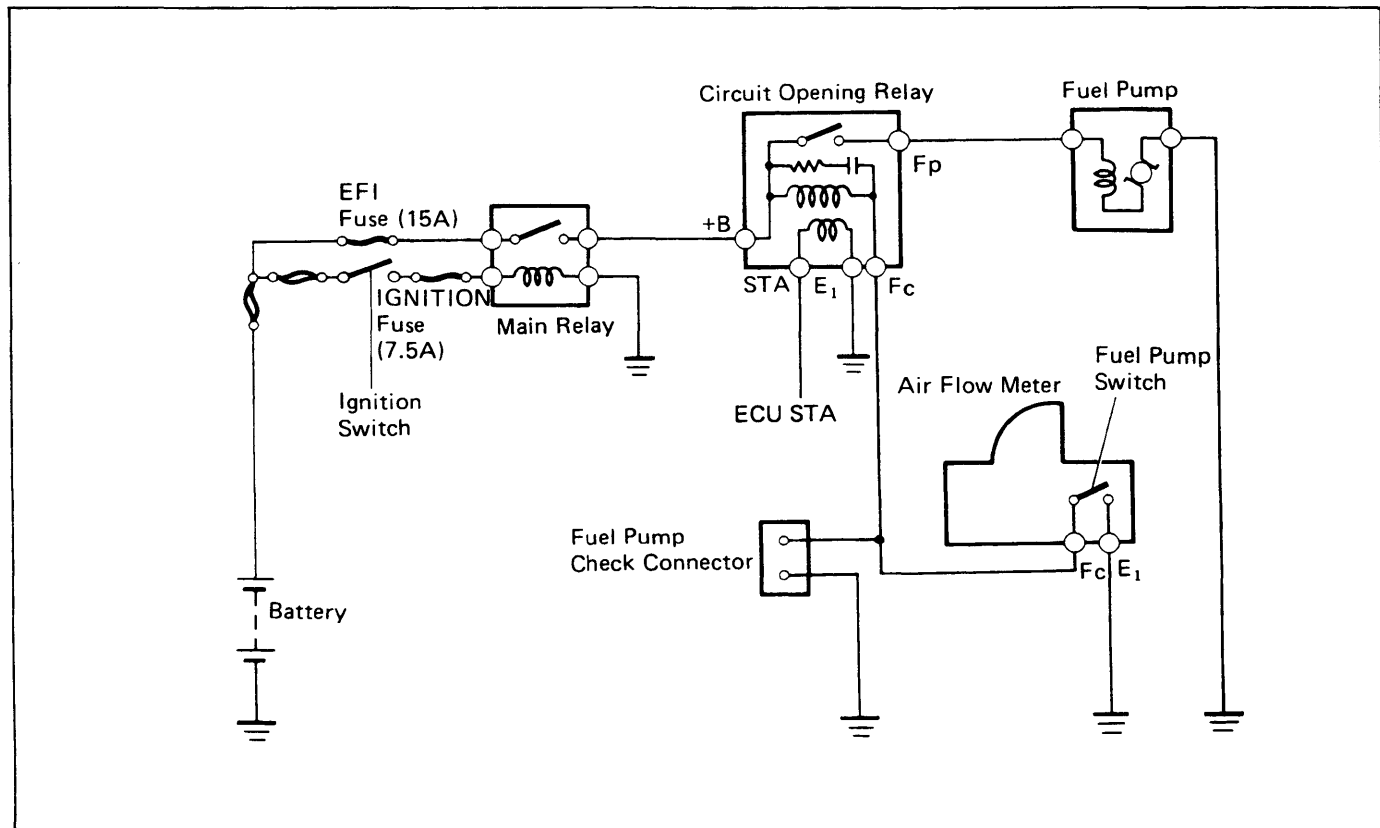 Circuit Opening Relay
Fuel Pump
Fp
EFI
Fuse (15A)
+B
STA
E₁
Fc
IGNITION
Fuse
(7.5A)
Main Relay
Ignition
Switch
ECU STA
Fuel Pump
Switch
Air Flow Meter
Fuel Pump
Check Connector
Fc
E₁
Battery